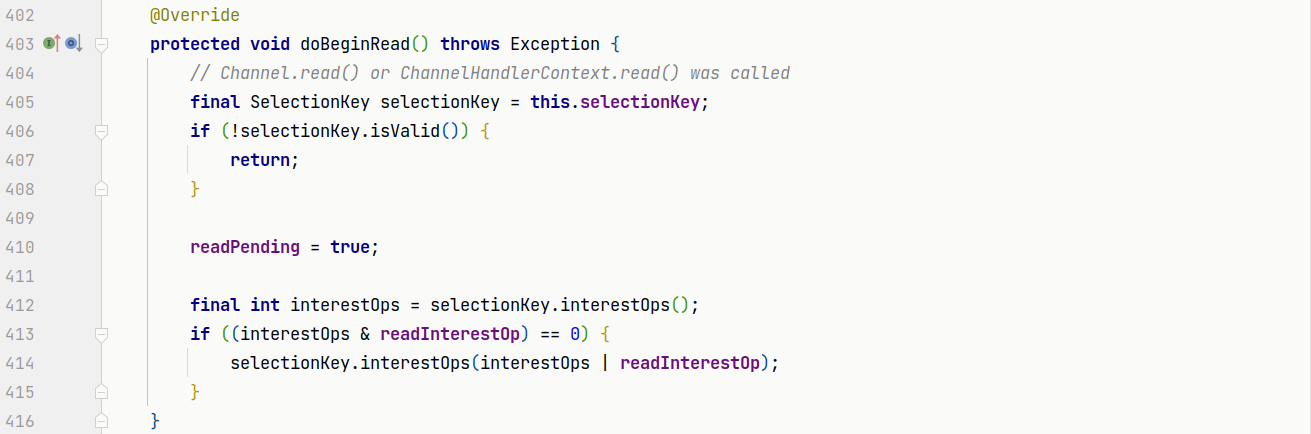 402 @Override
403 protected void doBeginRead() throws Exception {
404 // Channel.read() or ChannelHandlerContext.read() was called
405 final SelectionKey selectionKey = this.selectionKey;
406 if (!selectionKey.isValid()) {
407 return;
408 }
409
410 readPending = true;
411
412 final int interestOps = selectionKey.interestOps();
413 if ((interestOps & readInterestOp) == 0) {
414 selectionKey.interestOps(interestOps | readInterestOp);
415 }
416 }